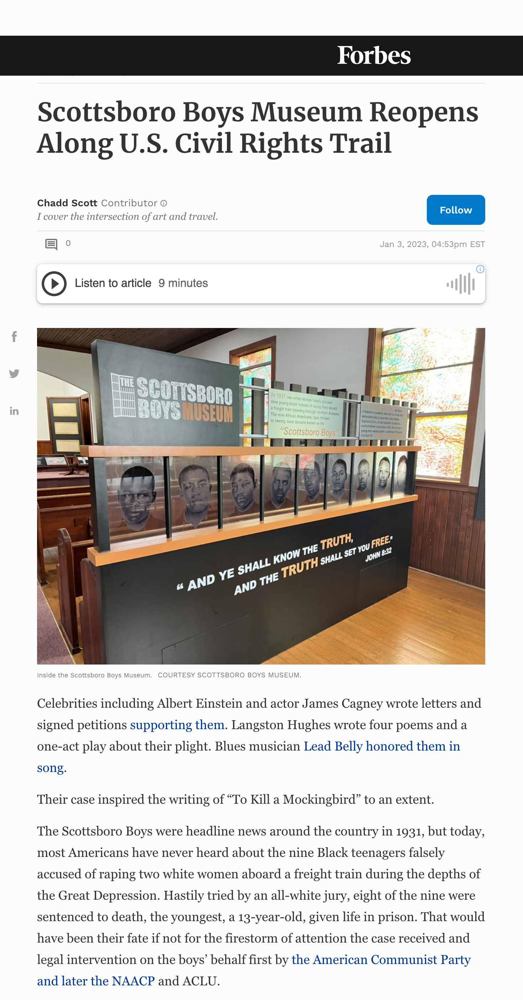 Forbes
Scottsboro Boys Museum Reopens
Along U.S. Civil Rights Trail
Chadd Scott Contributor
I cover the intersection of art and travel.
Follow
0
Jan 3, 2023, 04:53pm EST
Listen to article 9 minutes
THE SCOTTSBORO
BOYS MUSEUM
In 1931, two white women falsely accused
nine young black hoboes of raping them aboard
a freight train traveling through northern Alabama.
The nine African Americans, ages thirteen
to twenty, soon became known as the
"Scottsboro Boys"
the State
of Alabama repeatedly tried and convicted the
defendants only to have the United States
Supreme Court, on two separate occasions,
overturn those convictions. Still, the innocent
young men would spend a combined 102 years
in prison for
“ AND YE SHALL KNOW THE TRUTH,
AND THE TRUTH SHALL SET YOU FREE.”
JOHN 8:32
Inside the Scottsboro Boys Museum. COURTESY SCOTTSBORO BOYS MUSEUM.
Celebrities including Albert Einstein and actor James Cagney wrote letters and
signed petitions supporting them. Langston Hughes wrote four poems and a
one-act play about their plight. Blues musician Lead Belly honored them in
song.
Their case inspired the writing of “To Kill a Mockingbird” to an extent.
The Scottsboro Boys were headline news around the country in 1931, but today,
most Americans have never heard about the nine Black teenagers falsely
accused of raping two white women aboard a freight train during the depths of
the Great Depression. Hastily tried by an all-white jury, eight of the nine were
sentenced to death, the youngest, a 13-year-old, given life in prison. That would
have been their fate if not for the firestorm of attention the case received and
legal intervention on the boys’ behalf first by the American Communist Party
and later the NAACP and ACLU.